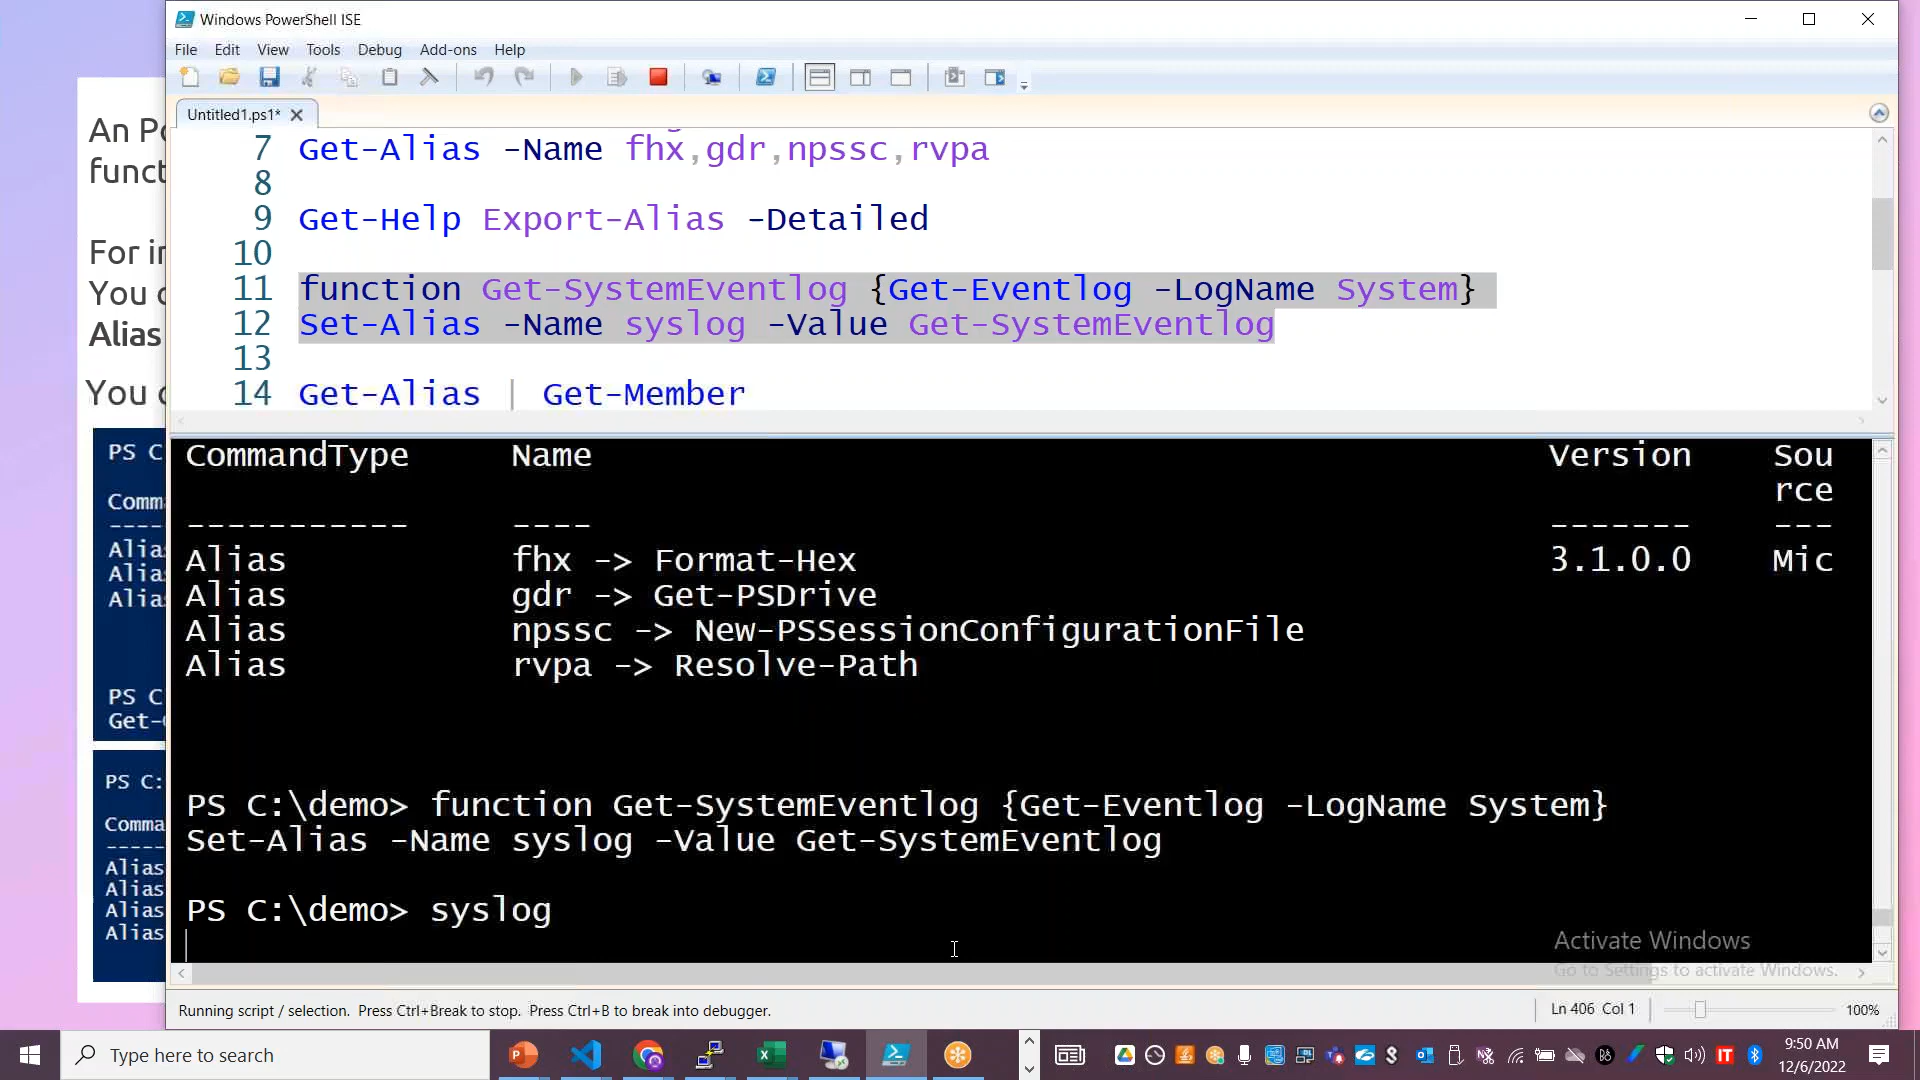 Windows PowerShell ISE
File Edit View Tools Debug Add-ons Help
Untitled1.ps1*
7 Get-Alias -Name fhx,gdr,npssc,rvpa
8
9 Get-Help Export-Alias -Detailed
10
11 function Get-SystemEventlog {Get-Eventlog -LogName System}
12 Set-Alias -Name syslog -Value Get-SystemEventlog
13
14 Get-Alias | Get-Member
An Po
funct
For in
You c
Alias
You c
PS C
Comma
-----
Alia
Alia
Alia
PS C
Get-
PS C:
Comma
-----
Alias
Alias
Alias
Alias
CommandType Name Version Sou
rce
----------- ---- ------- ---
Alias fhx -> Format-Hex 3.1.0.0 Mic
Alias gdr -> Get-PSDrive
Alias npssc -> New-PSSessionConfigurationFile
Alias rvpa -> Resolve-Path
PS C:\demo> function Get-SystemEventlog {Get-Eventlog -LogName System}
Set-Alias -Name syslog -Value Get-SystemEventlog
PS C:\demo> syslog
Activate Windows
Go to Settings to activate Windows.
Running script / selection. Press Ctrl+Break to stop. Press Ctrl+B to break into debugger.
Ln 406 Col 1
100%
Type here to search
9:50 AM
12/6/2022